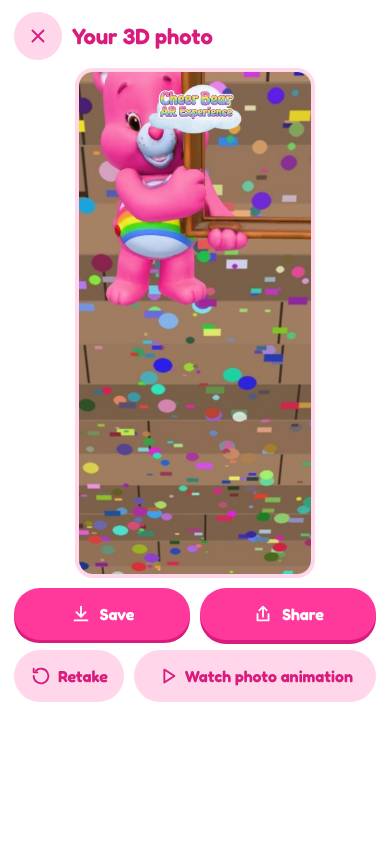 Your 3D photo
Cheer Bear
AR Experience
Save
Share
Retake
Watch photo animation